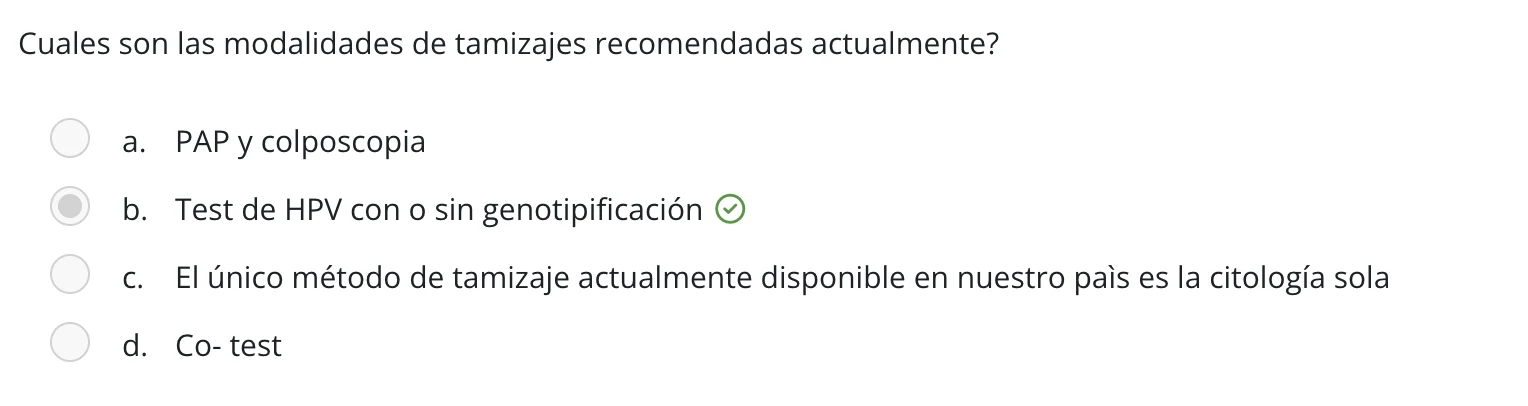 Cuales son las modalidades de tamizajes recomendadas actualmente?
a. PAP y colposcopia
b. Test de HPV con o sin genotipificación
c. El único método de tamizaje actualmente disponible en nuestro paìs es la citología sola
d. Co- test